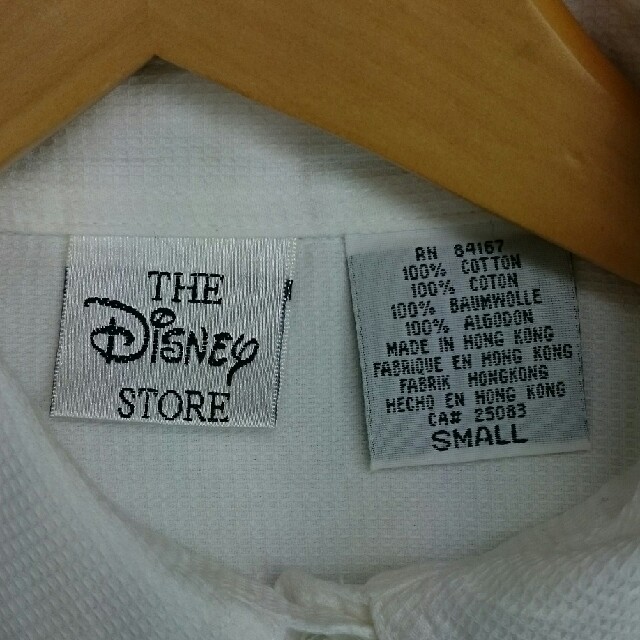 THE
Disney
STORE
RN 84167
100% COTTON
100% COTON
100% BAUMWOLLE
100% ALGODON
MADE IN HONG KONG
FABRIQUE EN HONG KONG
FABRIK HONGKONG
HECHO EN HONG KONG
CA# 25083
SMALL